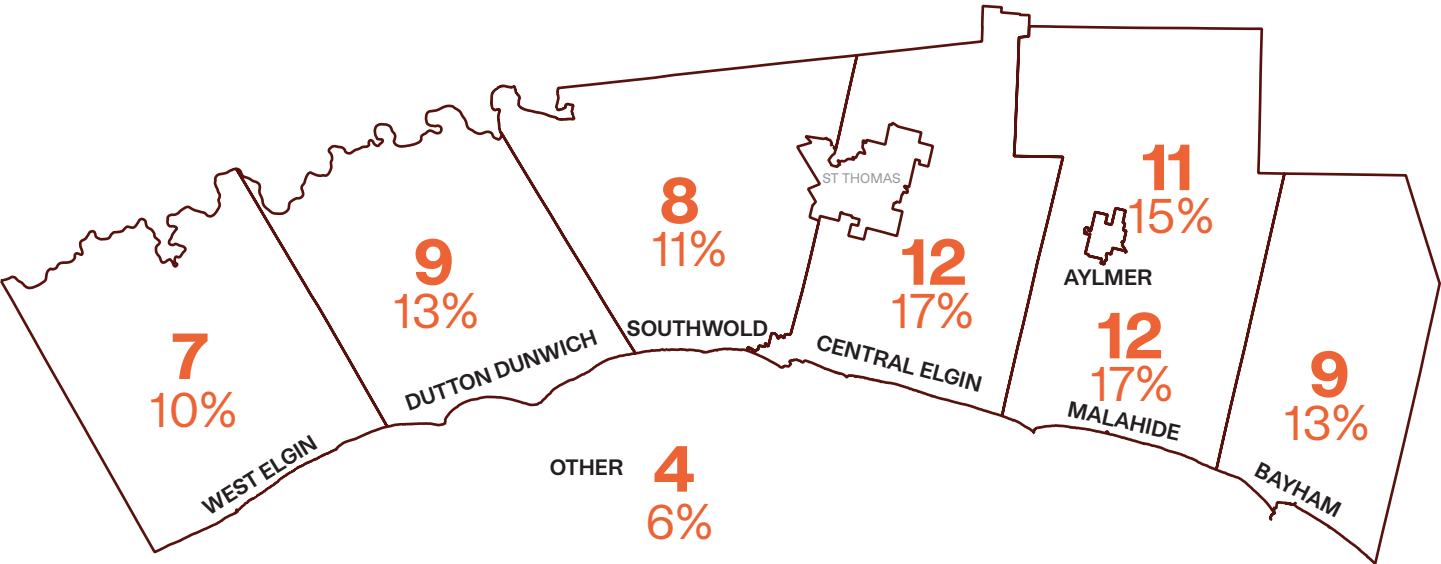 7
10%
WEST ELGIN
9
13%
DUTTON DUNWICH
8
11%
SOUTHWOLD
ST THOMAS
12
17%
CENTRAL ELGIN
11
15%
AYLMER
12
17%
MALAHIDE
9
13%
BAYHAM
OTHER 4
6%